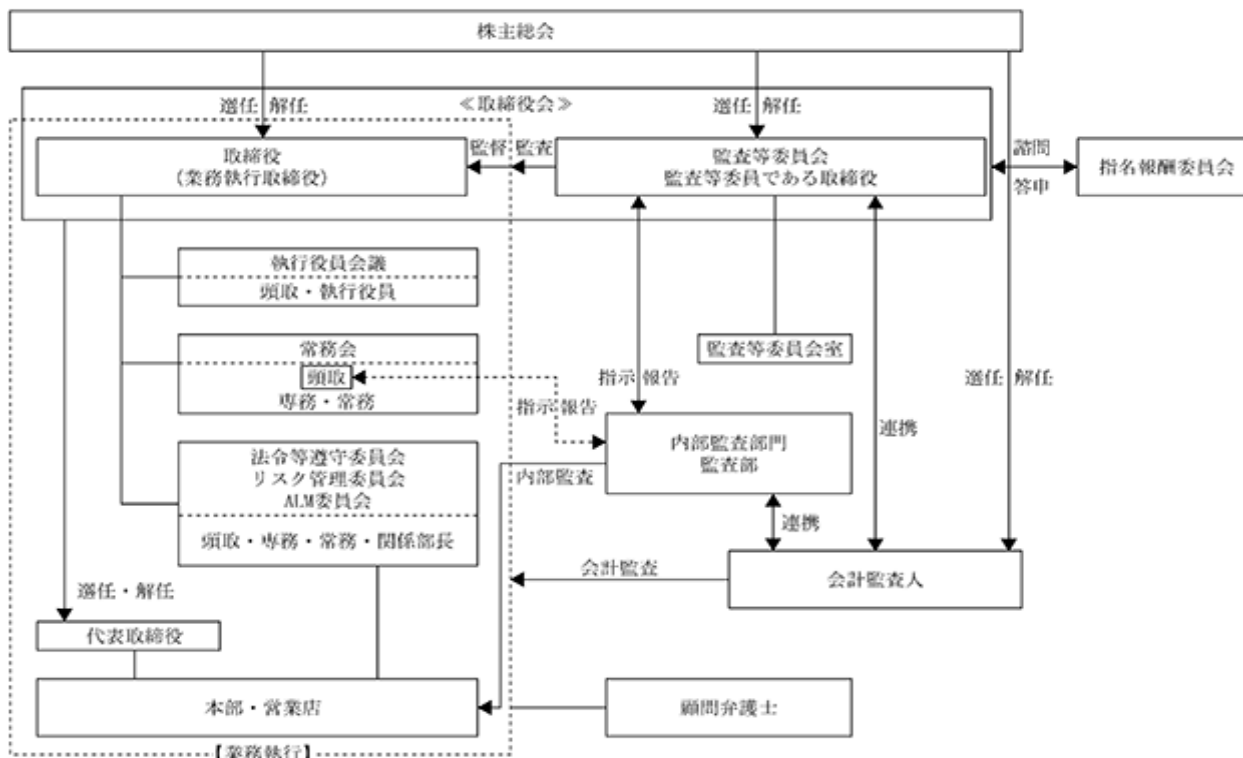 株主総会
選任 解任
≪取締役会≫
選任 解任
取締役
(業務執行取締役)
監督 監査
監査等委員会
監査等委員である取締役
諮問
答申
指名報酬委員会
執行役員会議
頭取・執行役員
常務会
頭取
専務・常務
監査等委員会室
指示 報告
指示 報告
選任 解任
連携
内部監査部門
監査部
内部監査
法令等遵守委員会
リスク管理委員会
ALM委員会
頭取・専務・常務・関係部長
連携
会計監査
会計監査人
選任・解任
代表取締役
本部・営業店
顧問弁護士
【業務執行】